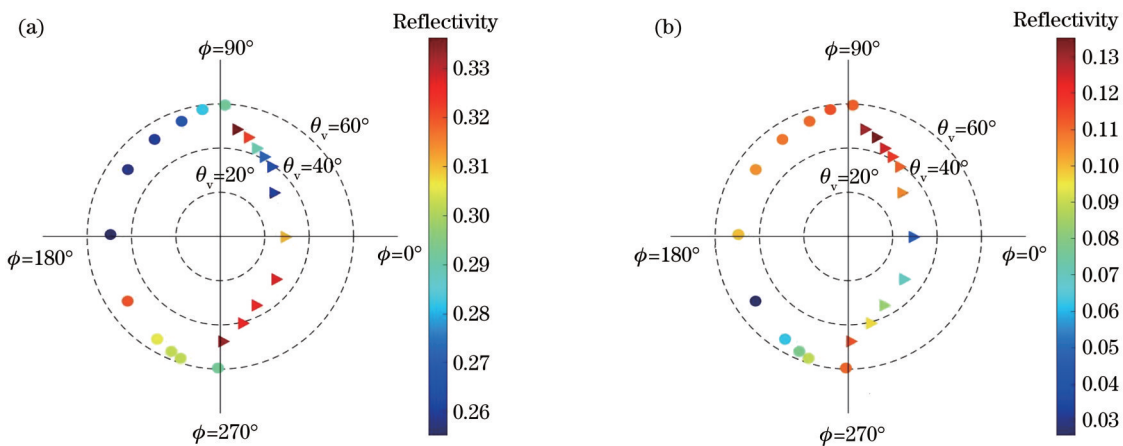 (a)
Reflectivity
ϕ=90°
θv=60°
θv=40°
θv=20°
ϕ=180°
ϕ=0°
ϕ=270°
0.33
0.32
0.31
0.30
0.29
0.28
0.27
0.26
(b)
Reflectivity
ϕ=90°
θv=60°
θv=40°
θv=20°
ϕ=180°
ϕ=0°
ϕ=270°
0.13
0.12
0.11
0.10
0.09
0.08
0.07
0.06
0.05
0.04
0.03